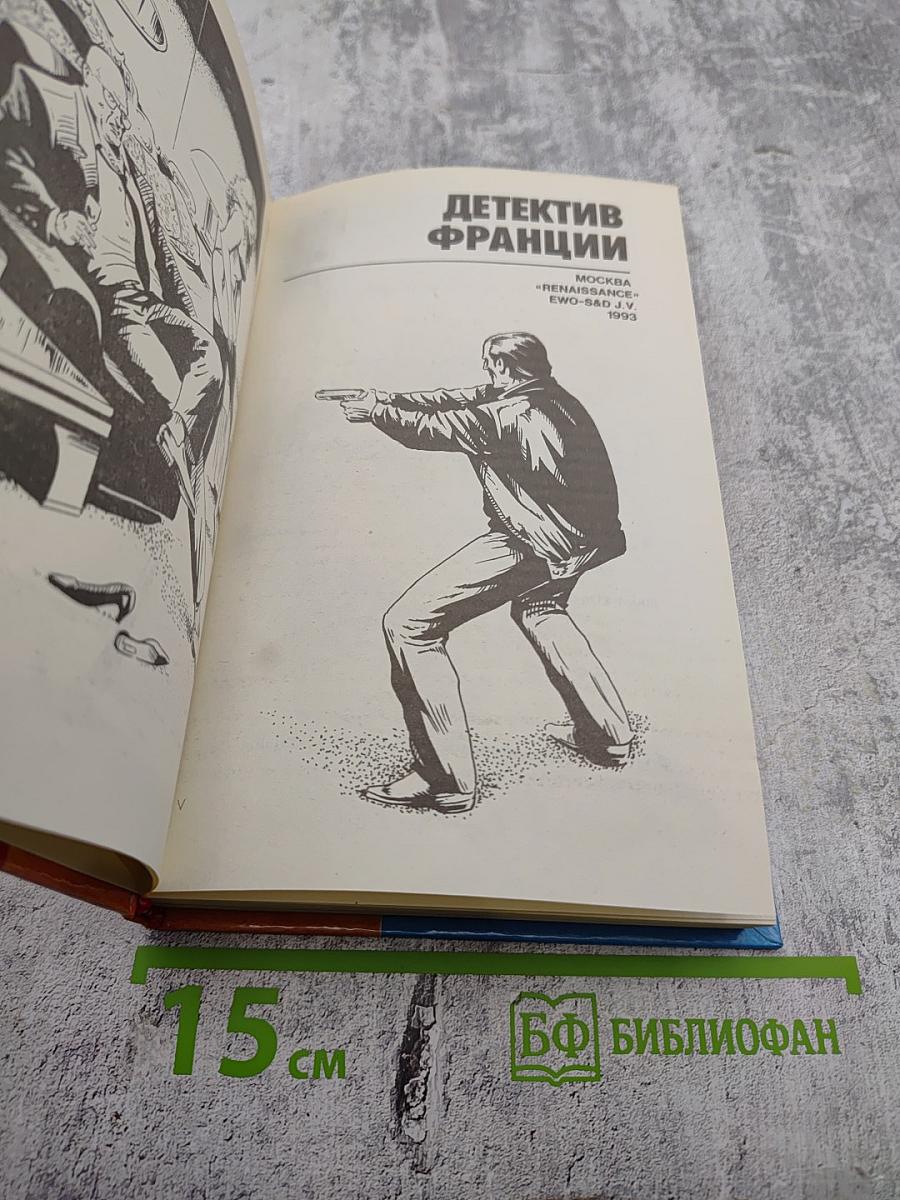 ДЕТЕКТИВ
ФРАНЦИИ
МОСКВА
«RENAISSANCE»
EWO-S&D J.V.
1993
15 см
БФ БИБЛИОФАН